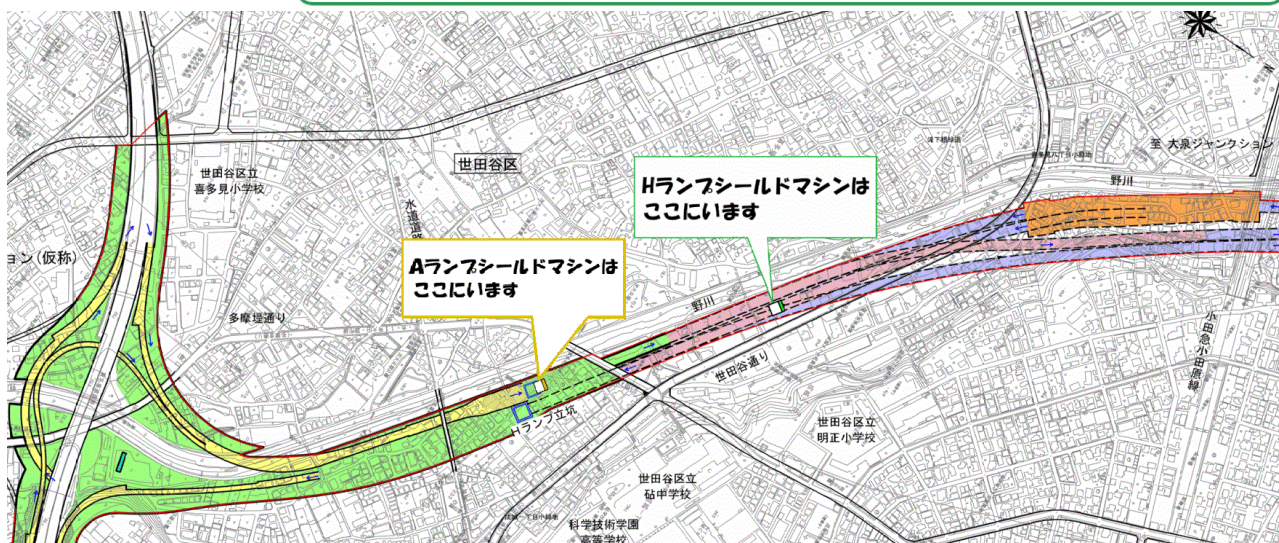 至 大泉ジャンクション
世田谷区立
喜多見小学校
世田谷区
野川
Hランプシールドマシンは
ここにいます
水道道路
ョン(仮称)
Aランプシールドマシンは
ここにいます
野川
多摩堤通り
小田急小田原線
世田谷通り
Hランプ立坑
世田谷区立
明正小学校
世田谷区立
砧中学校
科学技術学園
高等学校